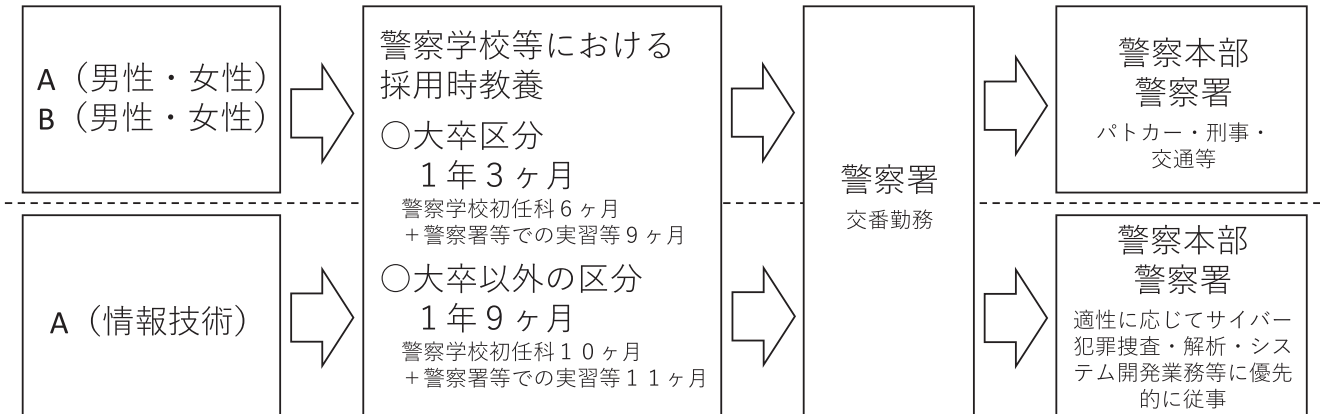 A（男性・女性）
B（男性・女性）
A（情報技術）
警察学校等における
採用時教養
○大卒区分
1年3ヶ月
警察学校初任科6ヶ月
＋警察署等での実習等9ヶ月
○大卒以外の区分
1年9ヶ月
警察学校初任科10ヶ月
＋警察署等での実習等11ヶ月
警察署
交番勤務
警察本部
警察署
パトカー・刑事・
交通等
警察本部
警察署
適性に応じてサイバー
犯罪捜査・解析・シス
テム開発業務等に優先
的に従事